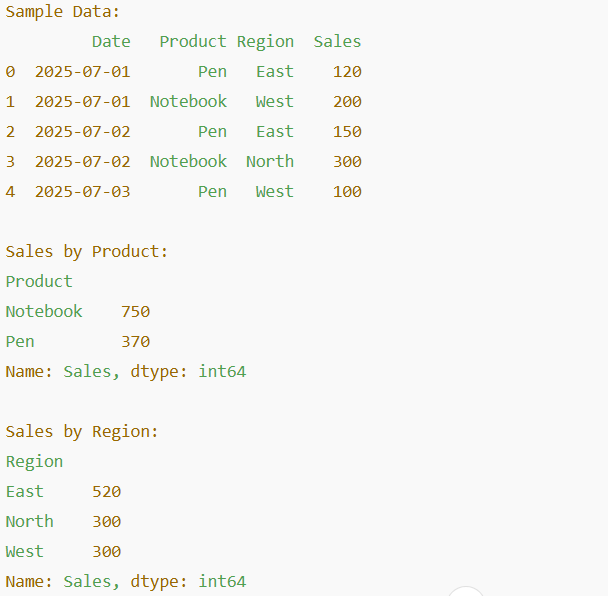 Sample Data:
Date Product Region Sales
0 2025-07-01 Pen East 120
1 2025-07-01 Notebook West 200
2 2025-07-02 Pen East 150
3 2025-07-02 Notebook North 300
4 2025-07-03 Pen West 100
Sales by Product:
Product
Notebook 750
Pen 370
Name: Sales, dtype: int64
Sales by Region:
Region
East 520
North 300
West 300
Name: Sales, dtype: int64